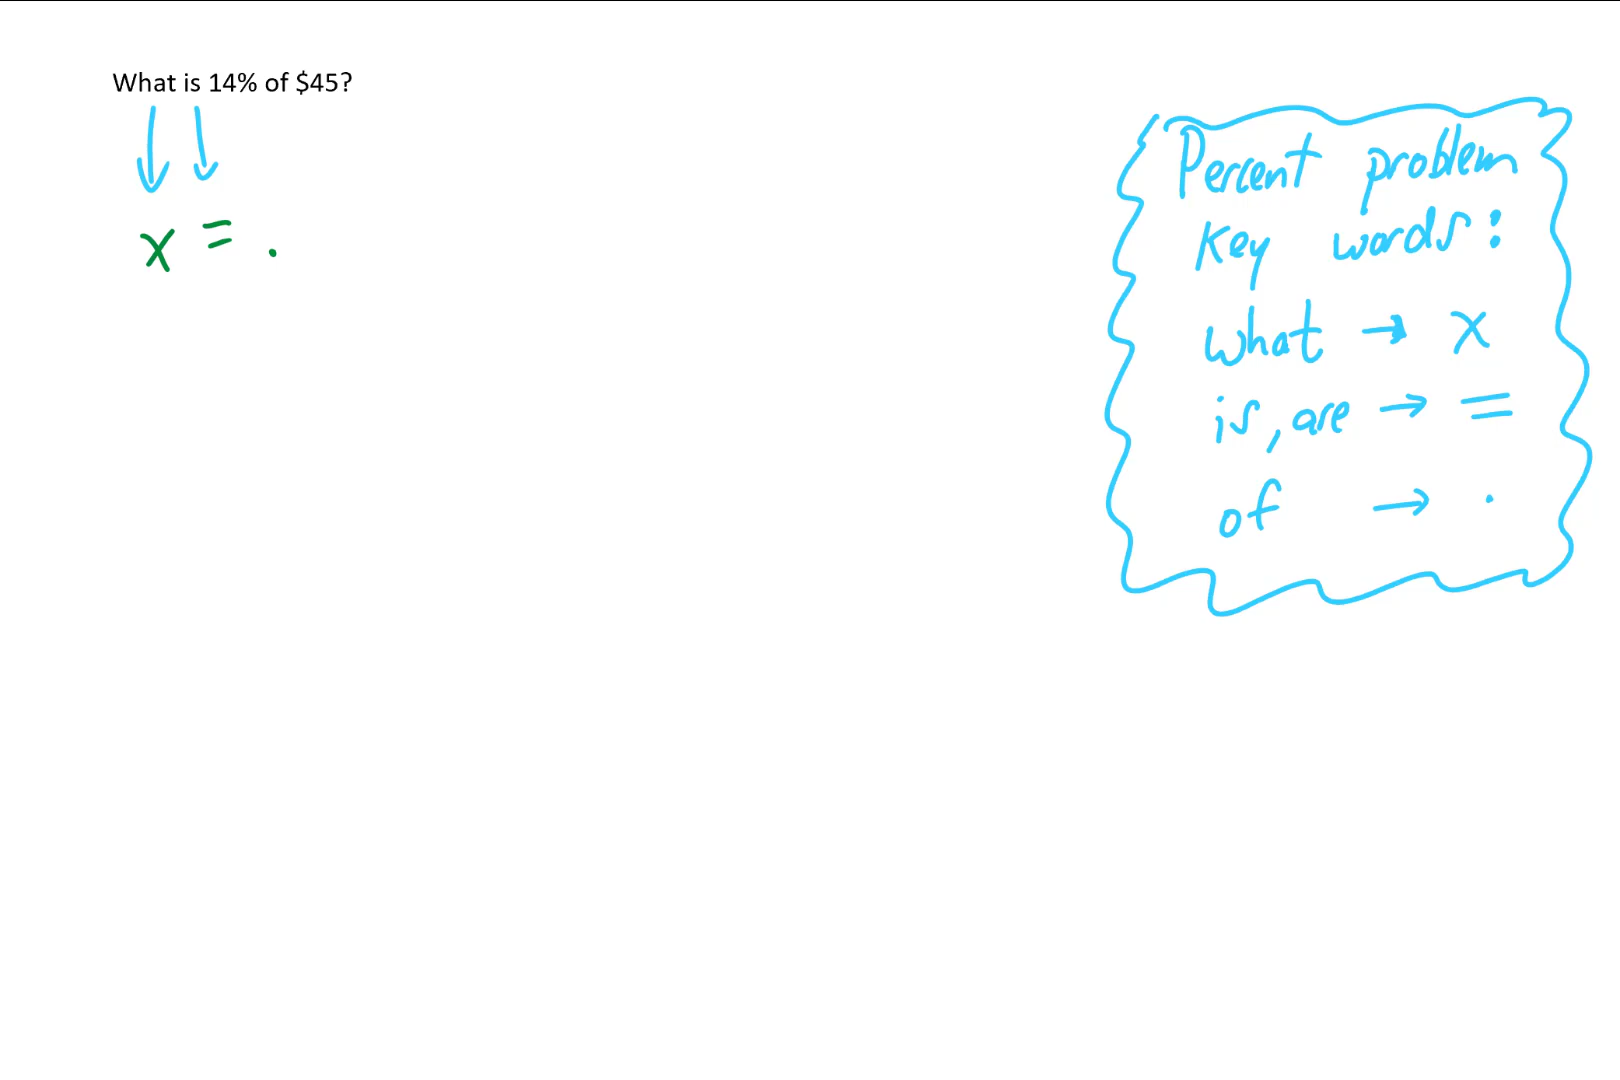 What is 14% of $45?
x = .
Percent problem
Key words:
what → x
is, are → =
of → ·